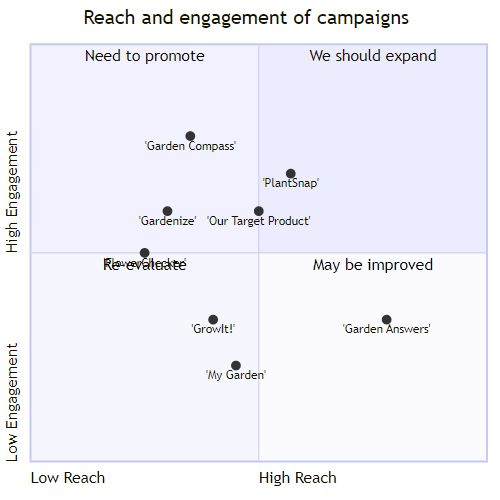 Reach and engagement of campaigns
Need to promote
We should expand
'Garden Compass'
'PlantSnap'
'Gardenize'
'Our Target Product'
'FlowerChecker'
Re-evaluate
May be improved
'GrowIt!'
'Garden Answers'
'My Garden'
High Engagement
Low Engagement
Low Reach
High Reach